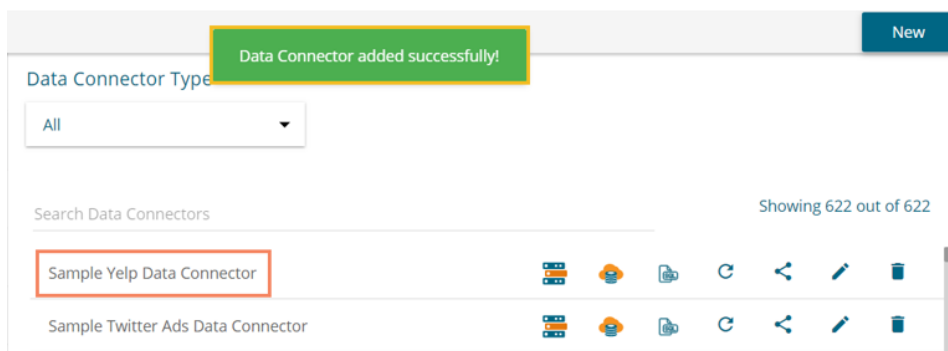 New
Data Connector added successfully!
Data Connector Type
All
Search Data Connectors
Showing 622 out of 622
Sample Yelp Data Connector
Sample Twitter Ads Data Connector